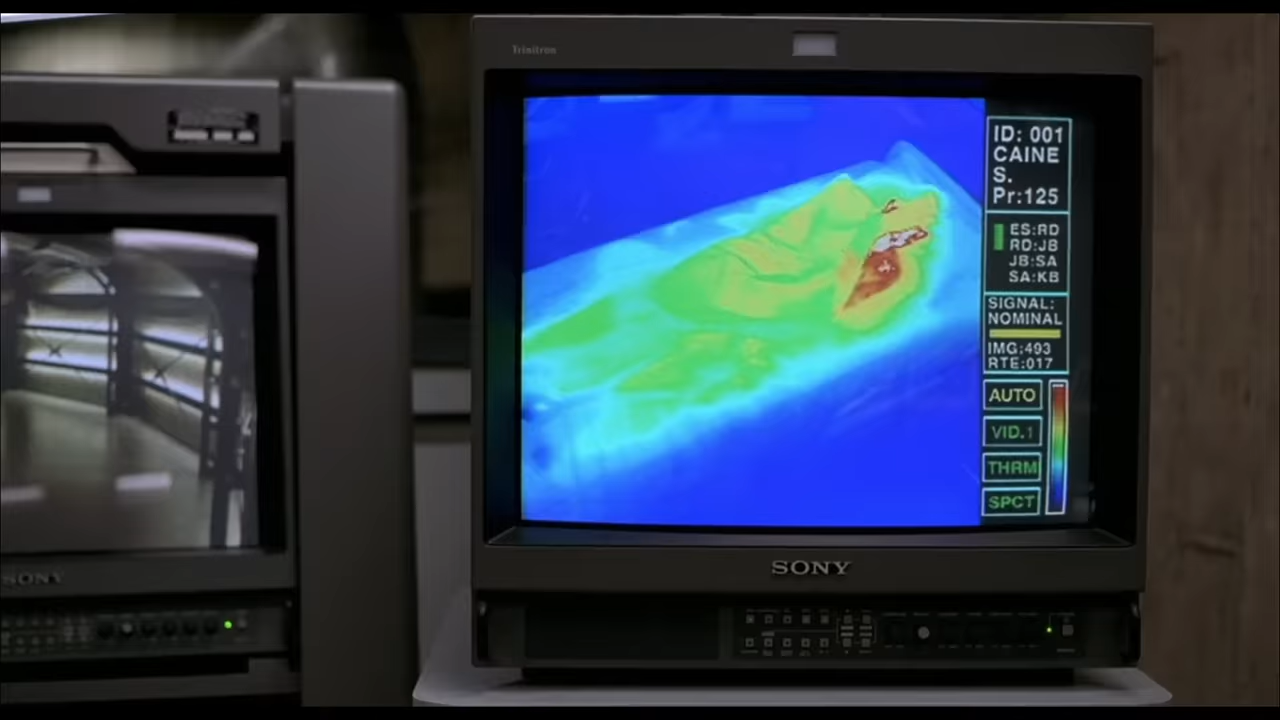 Trinitron
ID: 001
CAINE
S.
Pr:125
ES:RD
RD:JB
JB:SA
SA:KB
SIGNAL:
NOMINAL
IMG:493
RTE:017
AUTO
VID.1
THRM
SPCT
SONY
SONY